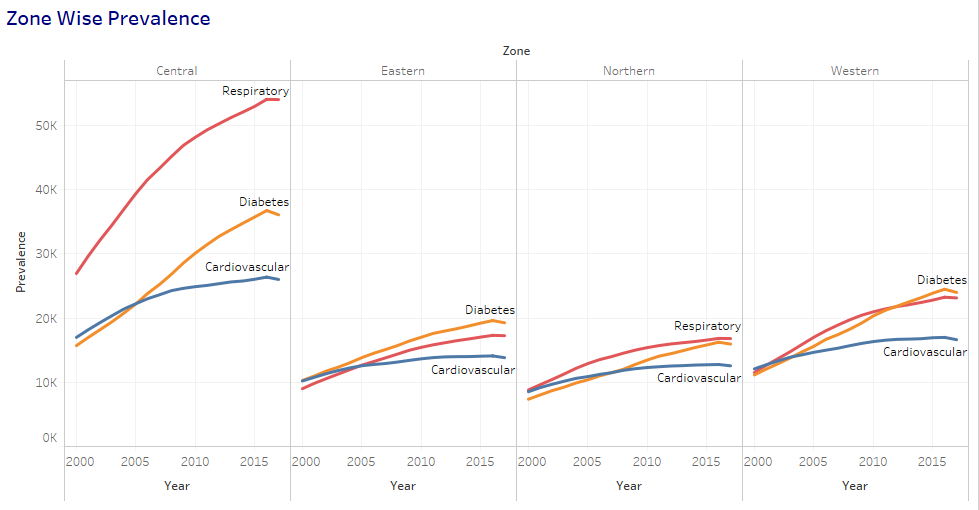 Zone Wise Prevalence
Zone
Central Eastern Northern Western
Respiratory
50K
40K
Diabetes
30K
Cardiovascular
Diabetes
Diabetes
20K
Respiratory
Cardiovascular
Cardiovascular
Cardiovascular
10K
0K
Prevalence
2000 2005 2010 2015 2000 2005 2010 2015 2000 2005 2010 2015 2000 2005 2010 2015
Year Year Year Year